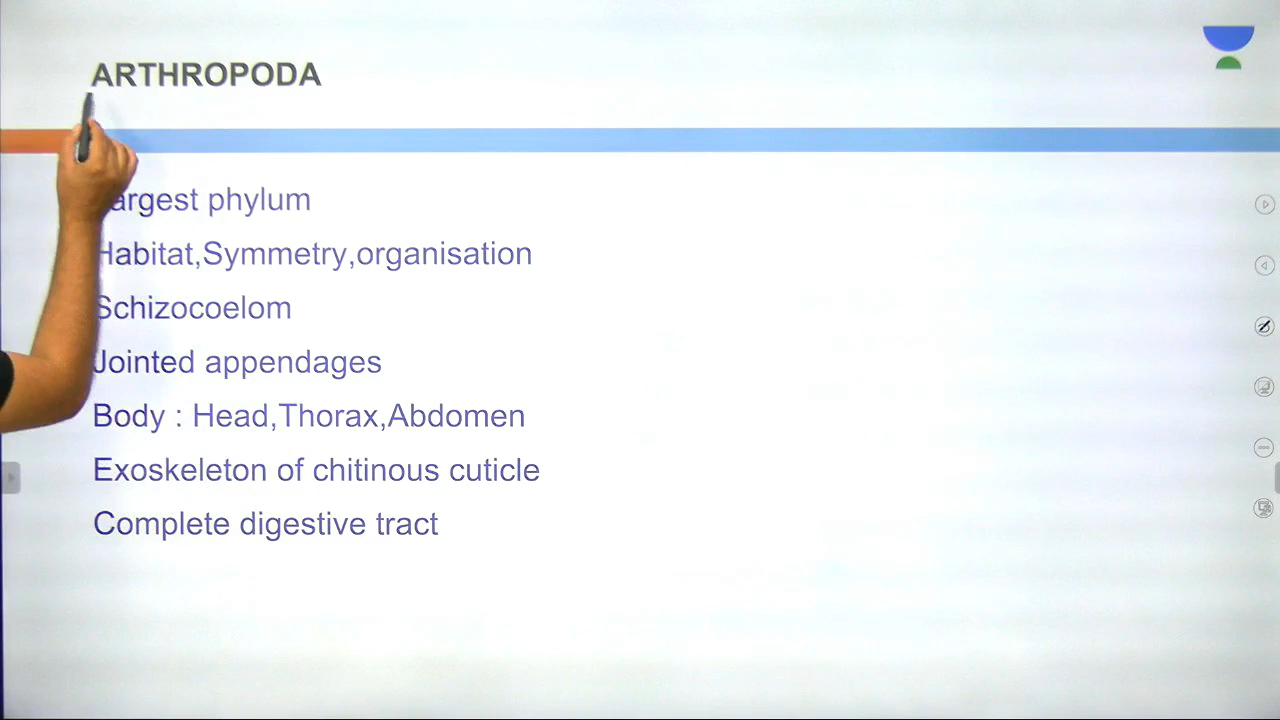 ARTHROPODA
Largest phylum
Habitat,Symmetry,organisation
Schizocoelom
Jointed appendages
Body : Head,Thorax,Abdomen
Exoskeleton of chitinous cuticle
Complete digestive tract